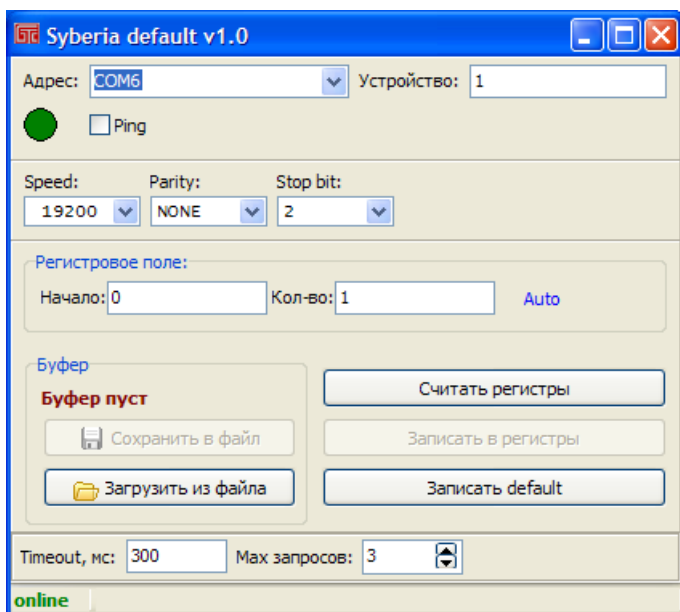 Syberia default v1.0
Адрес: COM6 Устройство: 1
Ping
Speed: Parity: Stop bit:
19200 NONE 2
Регистровое поле:
Начало: 0 Кол-во: 1 Auto
Буфер
Буфер пуст
Считать регистры
Сохранить в файл Записать в регистры
Загрузить из файла Записать default
Timeout, мс: 300 Max запросов: 3
online